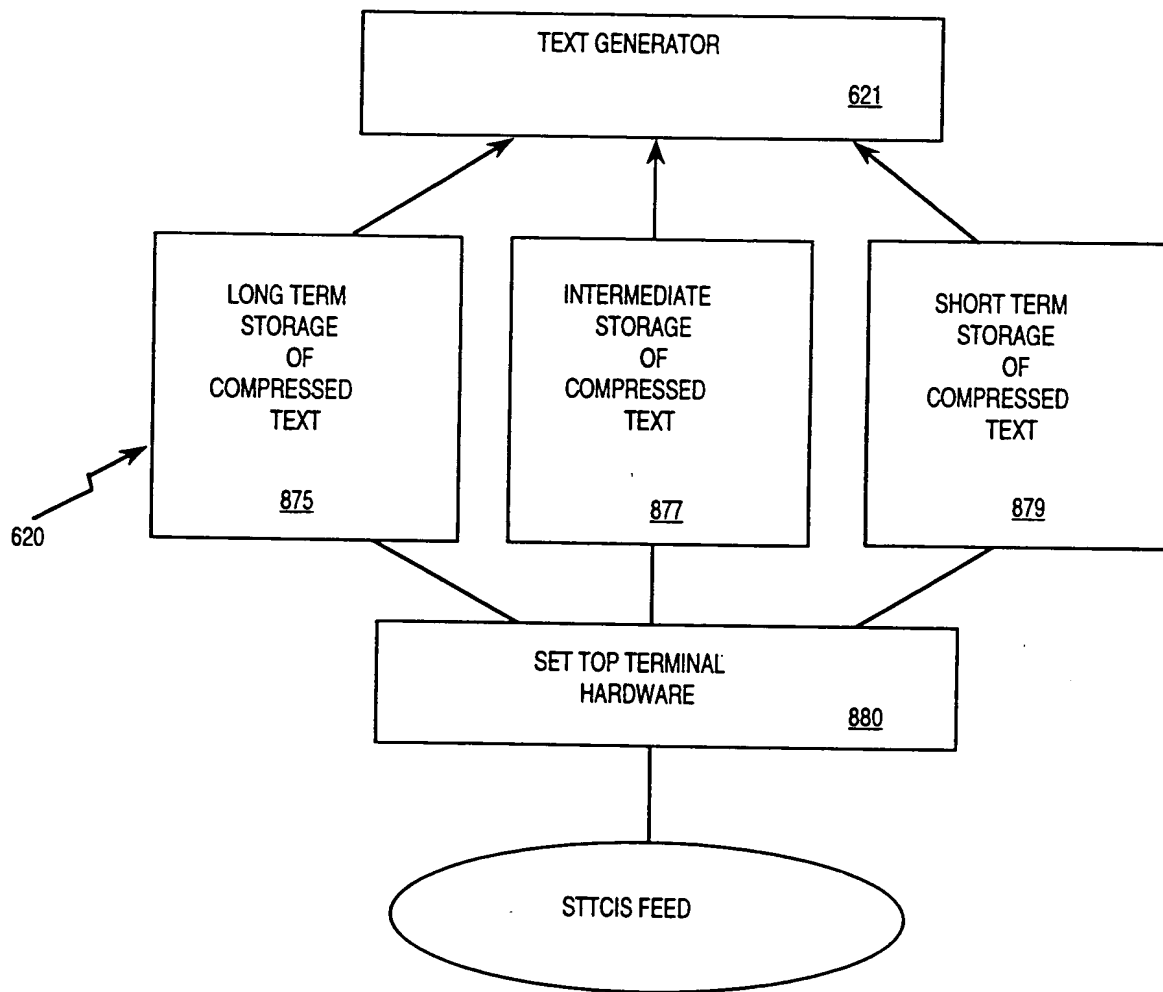 TEXT GENERATOR
621
LONG TERM
STORAGE
OF
COMPRESSED
TEXT
875
INTERMEDIATE
STORAGE
OF
COMPRESSED
TEXT
877
SHORT TERM
STORAGE
OF
COMPRESSED
TEXT
879
620
SET TOP TERMINAL
HARDWARE
880
STTCIS FEED